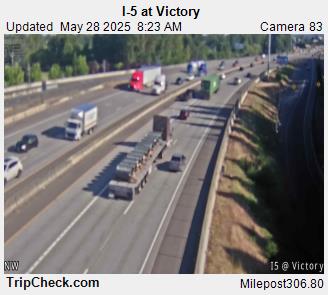 I-5 at Victory
Updated  May 28 2025  8:23 AM
Camera 83
NW
I5 @ Victory
TripCheck.com
Milepost306.80